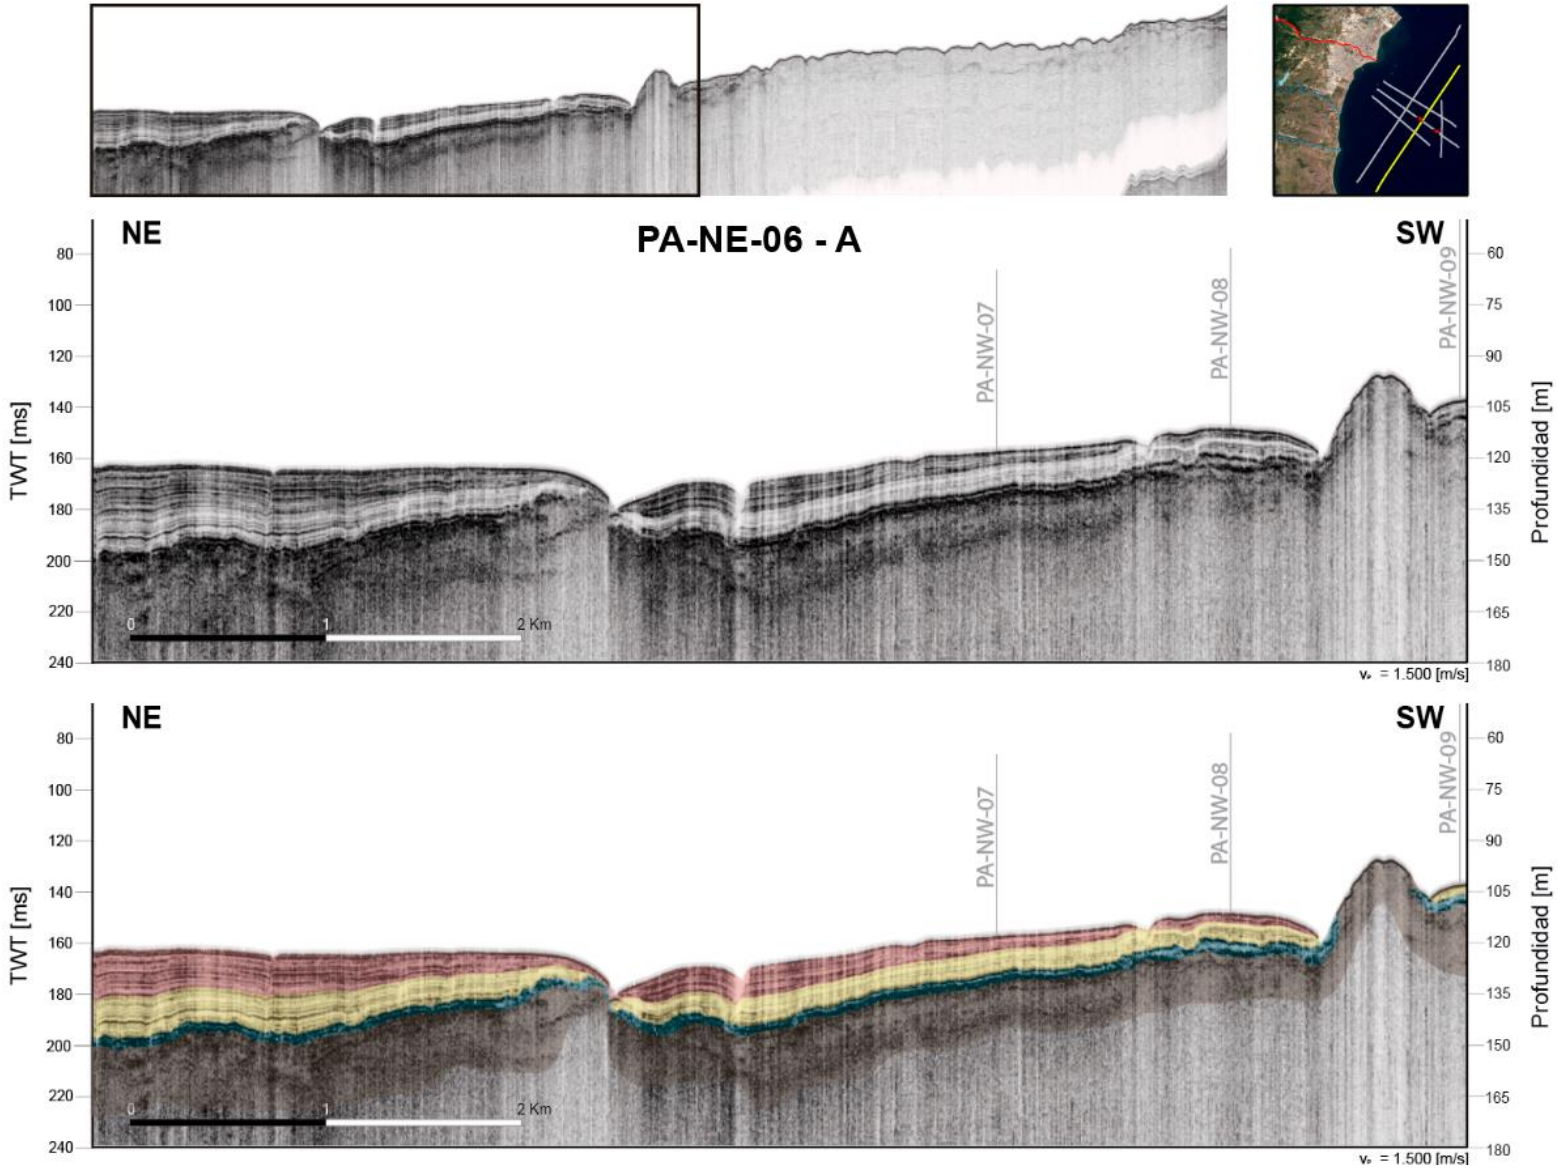 NE
PA-NE-06 - A
SW
PA-NW-07
PA-NW-08
PA-NW-09
TWT [ms]
80
100
120
140
160
180
200
220
240
Profundidad [m]
60
75
90
105
120
135
150
165
180
0 1 2 Km
vₚ = 1.500 [m/s]
NE
SW
PA-NW-07
PA-NW-08
PA-NW-09
TWT [ms]
80
100
120
140
160
180
200
220
240
Profundidad [m]
60
75
90
105
120
135
150
165
180
0 1 2 Km
vₚ = 1.500 [m/s]